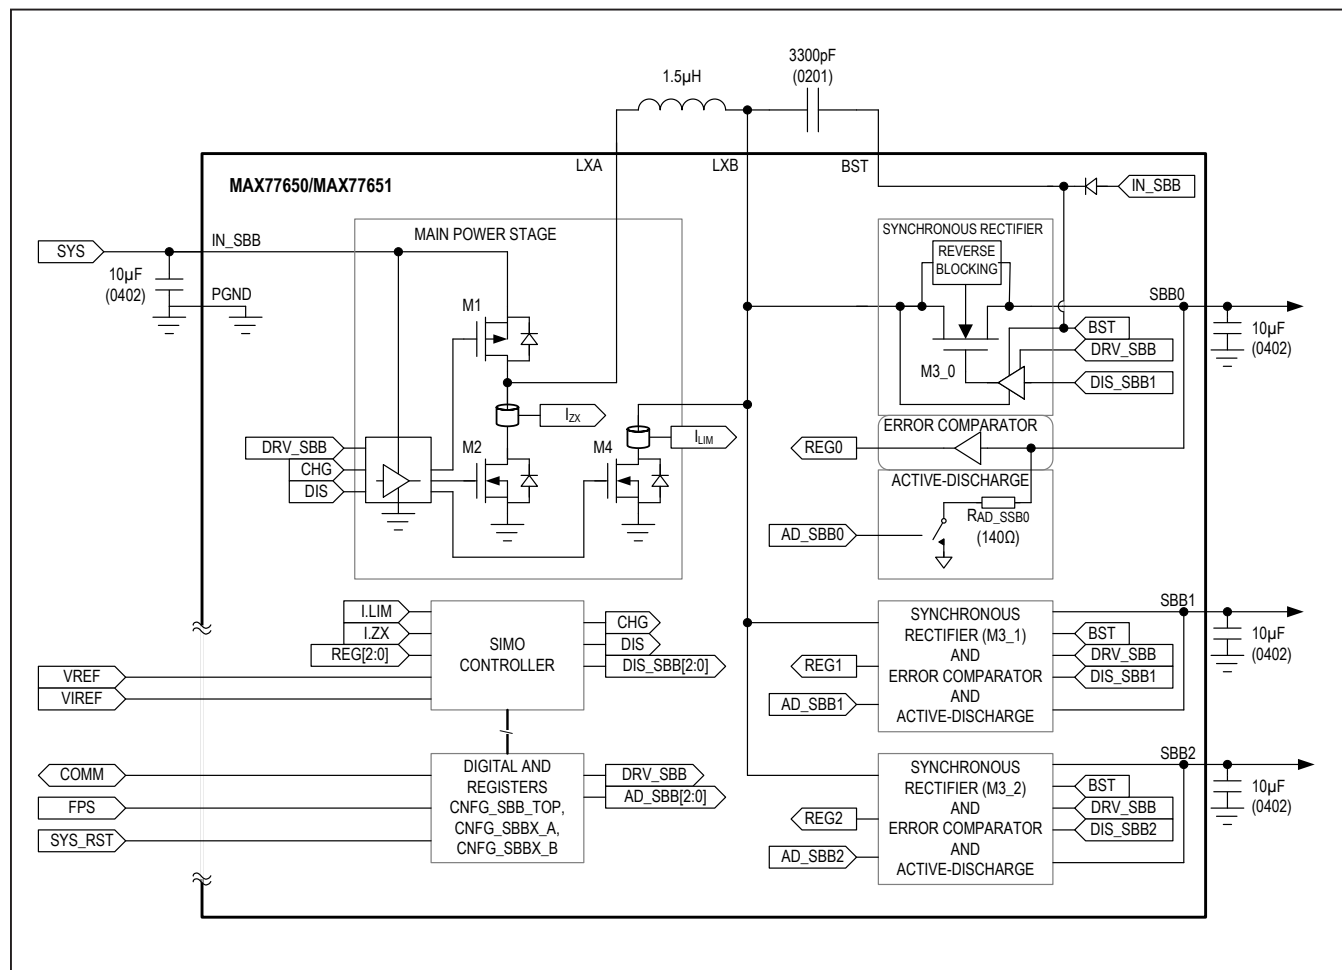 3300pF
(0201)
1.5µH
LXA
LXB
BST
MAX77650/MAX77651
IN_SBB
SYS
IN_SBB
10µF
(0402)
PGND
MAIN POWER STAGE
M1
IZX
M2
M4
ILIM
DRV_SBB
CHG
DIS
SYNCHRONOUS RECTIFIER
REVERSE
BLOCKING
M3_0
SBB0
BST
DRV_SBB
DIS_SBB1
10µF
(0402)
ERROR COMPARATOR
REG0
ACTIVE-DISCHARGE
RAD_SSB0
(140Ω)
AD_SBB0
I.LIM
I.ZX
REG[2:0]
VREF
VIREF
SIMO
CONTROLLER
CHG
DIS
DIS_SBB[2:0]
SYNCHRONOUS
RECTIFIER (M3_1)
AND
ERROR COMPARATOR
AND
ACTIVE-DISCHARGE
REG1
AD_SBB1
SBB1
BST
DRV_SBB
DIS_SBB1
10µF
(0402)
COMM
FPS
SYS_RST
DIGITAL AND
REGISTERS
CNFG_SBB_TOP,
CNFG_SBBX_A,
CNFG_SBBX_B
DRV_SBB
AD_SBB[2:0]
SYNCHRONOUS
RECTIFIER (M3_2)
AND
ERROR COMPARATOR
AND
ACTIVE-DISCHARGE
REG2
AD_SBB2
SBB2
BST
DRV_SBB
DIS_SBB2
10µF
(0402)